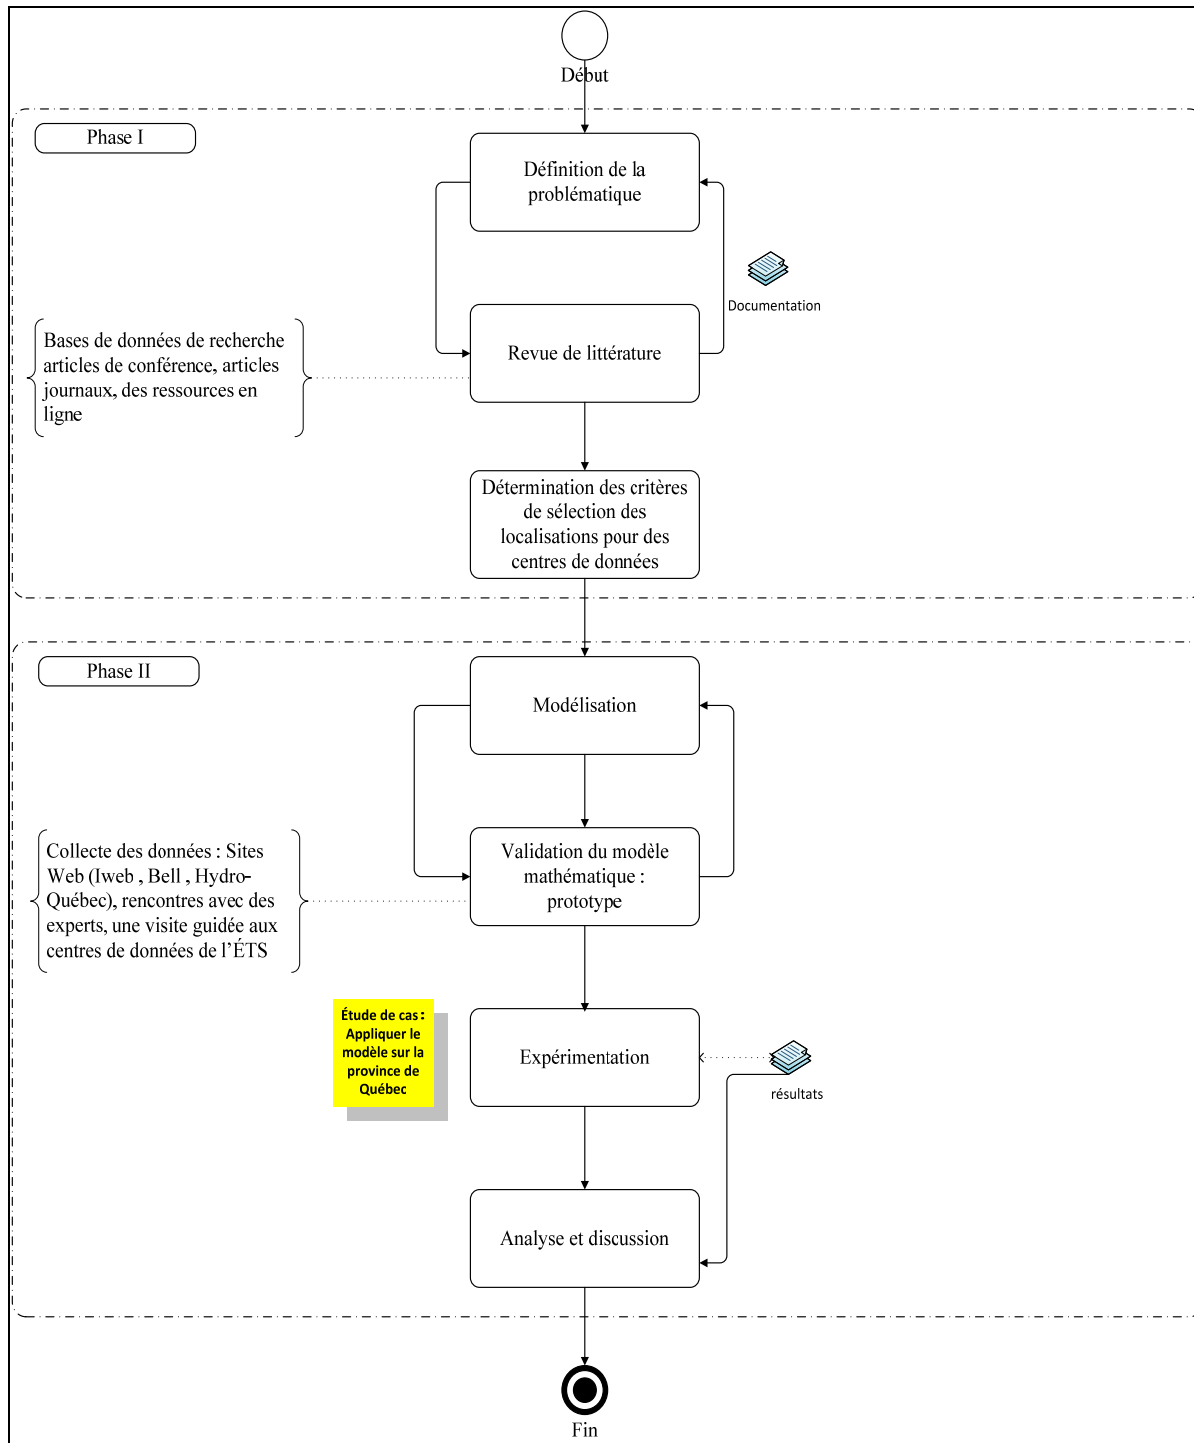 Début
Phase I
Définition de la
problématique
Documentation
Revue de littérature
Bases de données de recherche
articles de conférence, articles
journaux, des ressources en
ligne
Détermination des critères
de sélection des
localisations pour des
centres de données
Phase II
Modélisation
Validation du modèle
mathématique :
prototype
Collecte des données : Sites
Web (Iweb , Bell , Hydro-
Québec), rencontres avec des
experts, une visite guidée aux
centres de données de l’ÉTS
Étude de cas :
Appliquer le
modèle sur la
province de
Québec
Expérimentation
résultats
Analyse et discussion
Fin